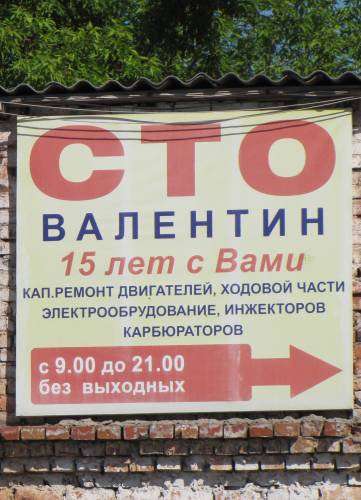 СТО
ВАЛЕНТИН
15 лет с Вами
КАП.РЕМОНТ ДВИГАТЕЛЕЙ, ХОДОВОЙ ЧАСТИ
ЭЛЕКТРООБРУДОВАНИЕ, ИНЖЕКТОРОВ
КАРБЮРАТОРОВ
с 9.00 до 21.00
без выходных